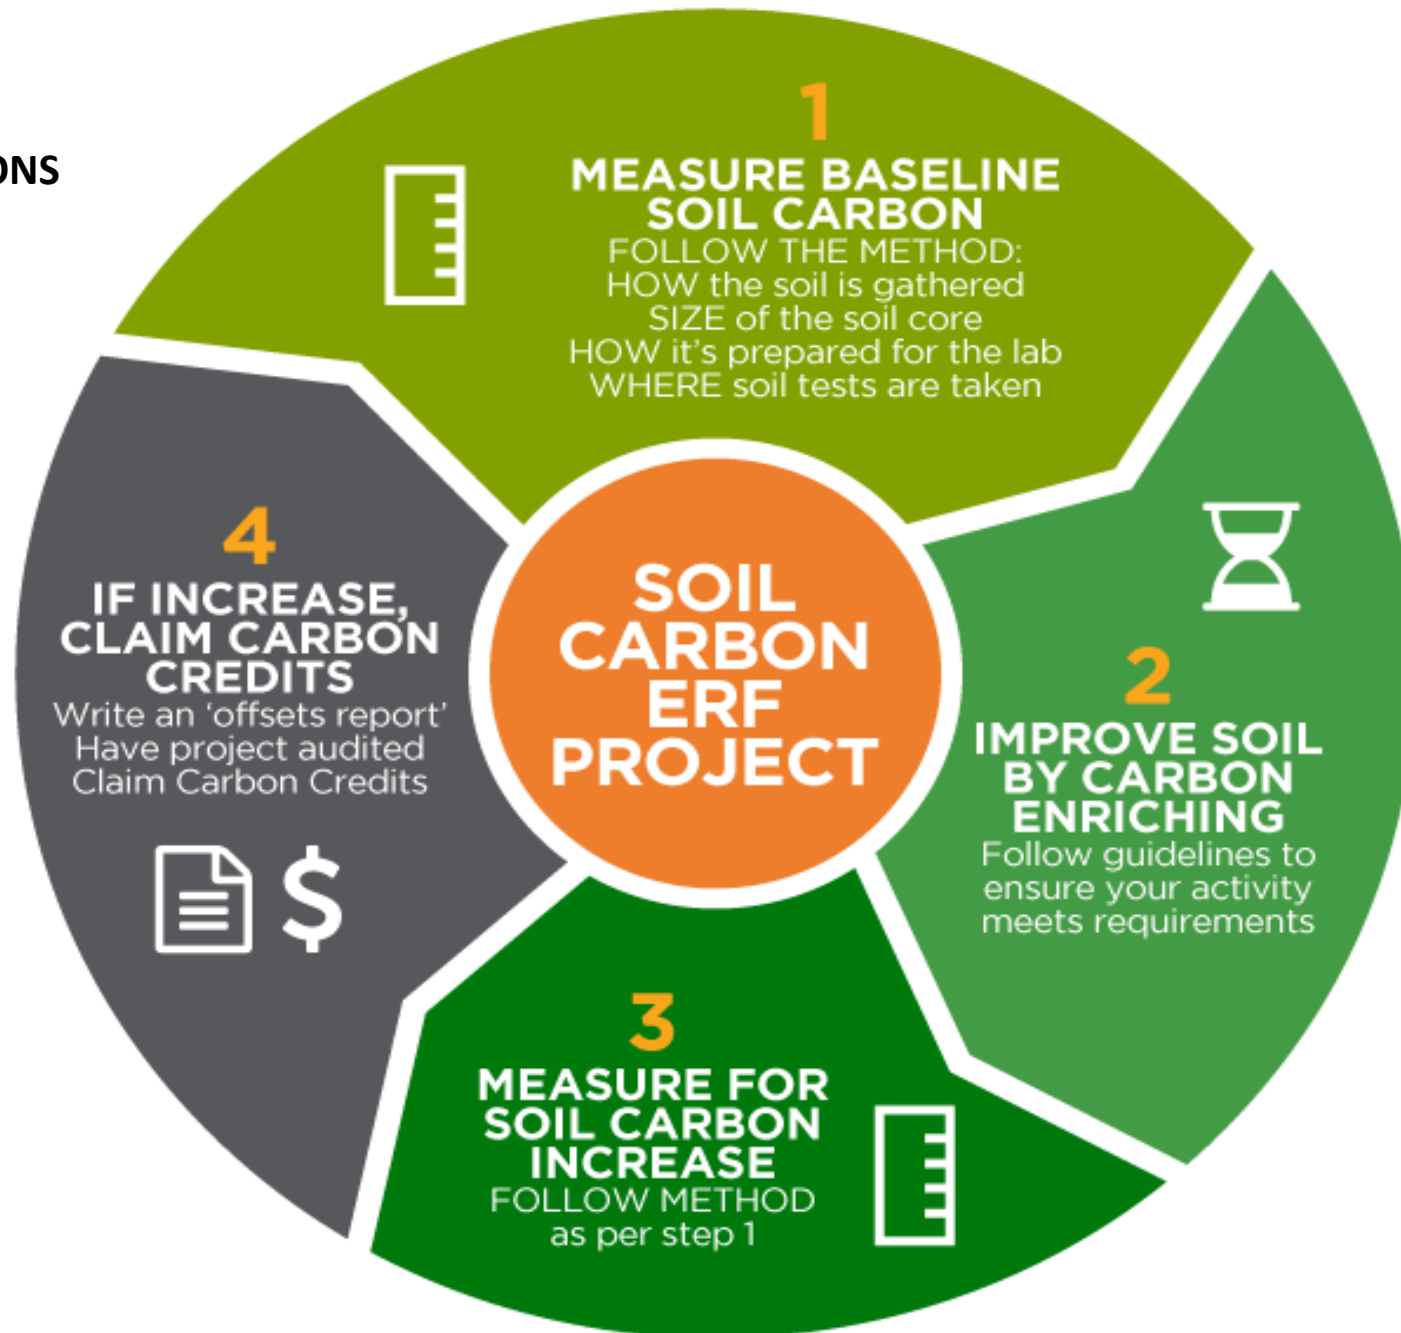 ONS
1
MEASURE BASELINE
SOIL CARBON
FOLLOW THE METHOD:
HOW the soil is gathered
SIZE of the soil core
HOW it's prepared for the lab
WHERE soil tests are taken
2
IMPROVE SOIL
BY CARBON
ENRICHING
Follow guidelines to
ensure your activity
meets requirements
3
MEASURE FOR
SOIL CARBON
INCREASE
FOLLOW METHOD
as per step 1
4
IF INCREASE,
CLAIM CARBON
CREDITS
Write an ‘offsets report’
Have project audited
Claim Carbon Credits
$
SOIL
CARBON
ERF
PROJECT